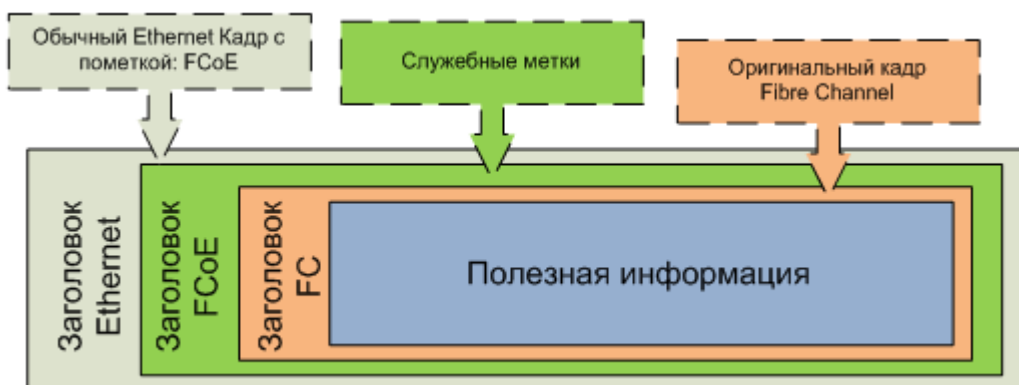 Обычный Ethernet Кадр с
пометкой: FCoE
Служебные метки
Оригинальный кадр
Fibre Channel
Заголовок
Ethernet
Заголовок
FCoE
Заголовок
FC
Полезная информация